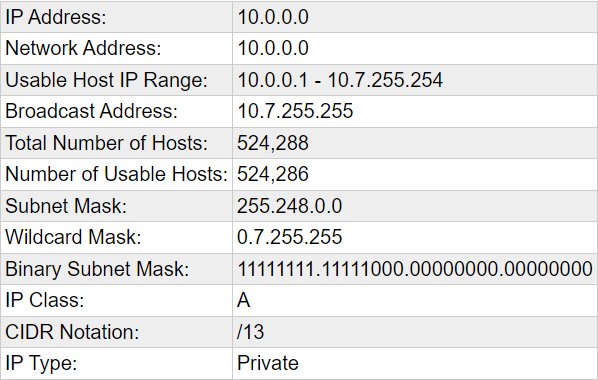 IP Address: 10.0.0.0
Network Address: 10.0.0.0
Usable Host IP Range: 10.0.0.1 - 10.7.255.254
Broadcast Address: 10.7.255.255
Total Number of Hosts: 524,288
Number of Usable Hosts: 524,286
Subnet Mask: 255.248.0.0
Wildcard Mask: 0.7.255.255
Binary Subnet Mask: 11111111.11111000.00000000.00000000
IP Class: A
CIDR Notation: /13
IP Type: Private